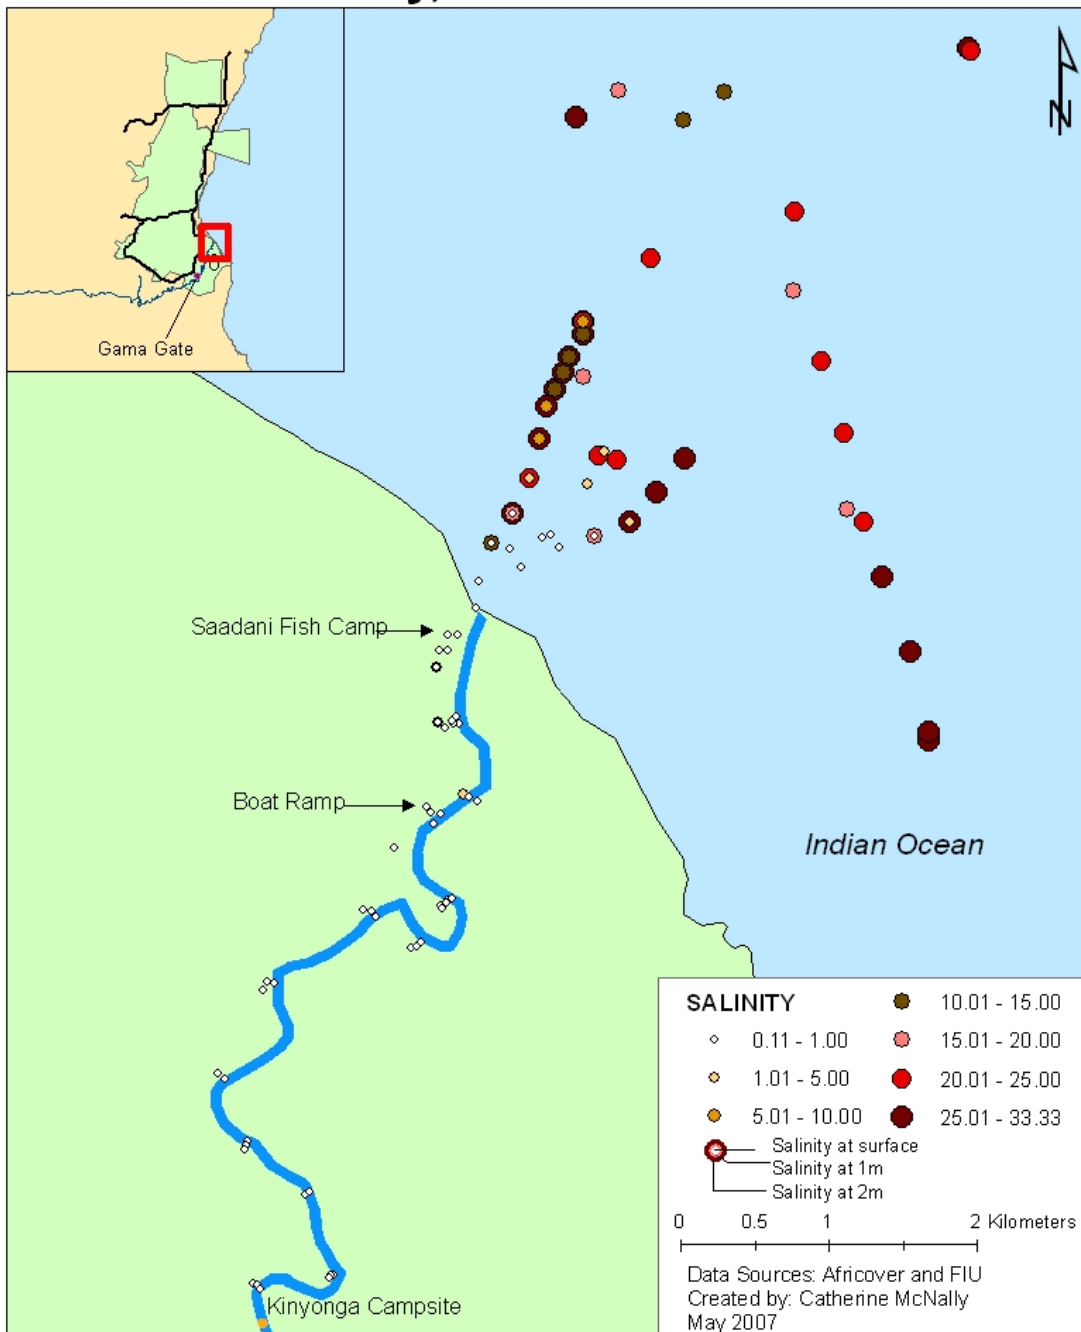 N
Gama Gate
Saadani Fish Camp
Boat Ramp
Indian Ocean
Kinyonga Campsite
SALINITY
0.11 - 1.00
1.01 - 5.00
5.01 - 10.00
10.01 - 15.00
15.01 - 20.00
20.01 - 25.00
25.01 - 33.33
Salinity at surface
Salinity at 1m
Salinity at 2m
0 0.5 1 2 Kilometers
Data Sources: Africover and FIU
Created by: Catherine McNally
May 2007